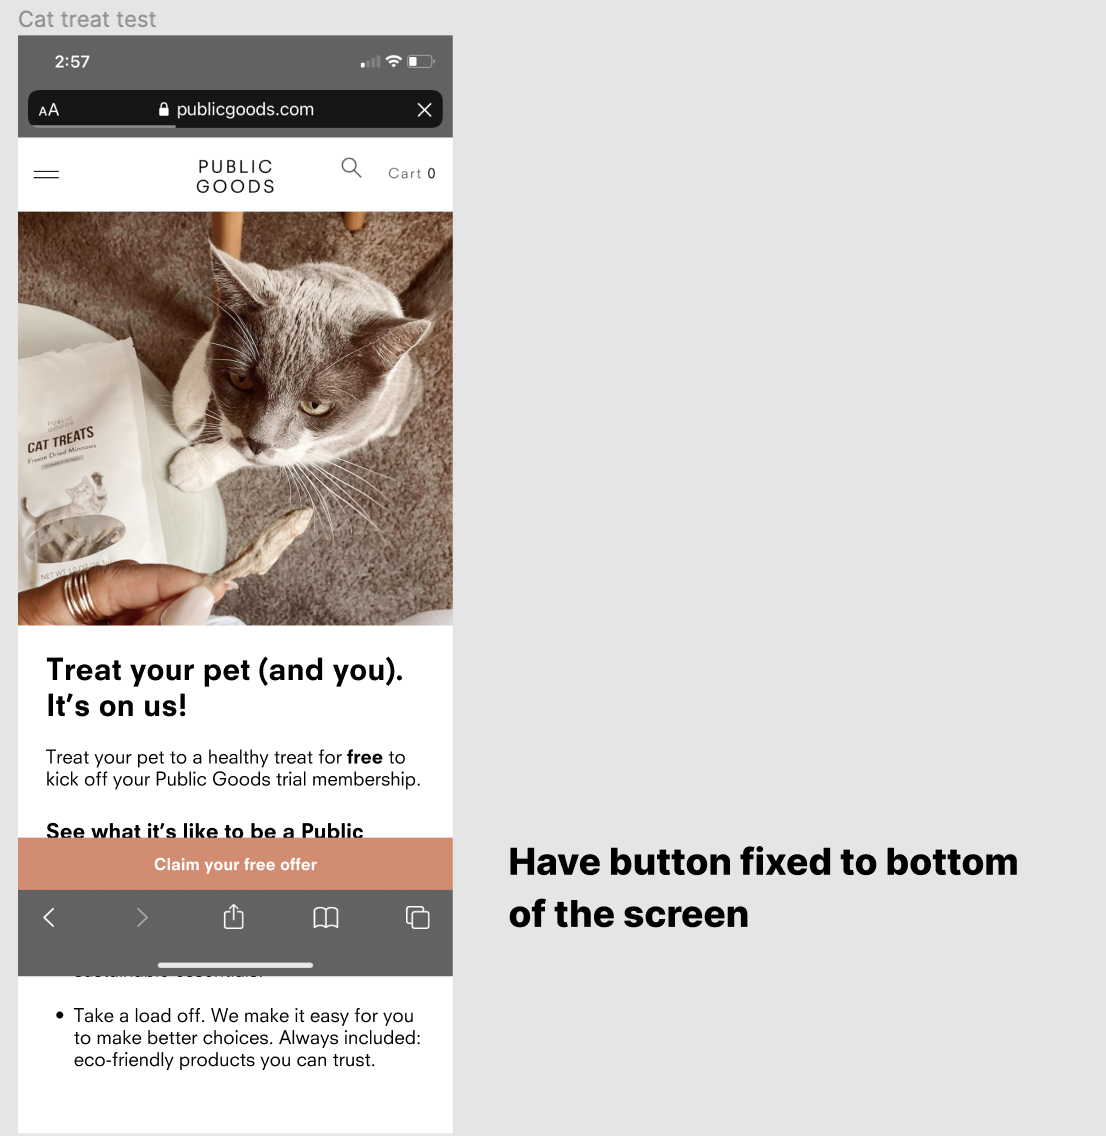 Cat treat test
2:57
AA publicgoods.com
PUBLIC
GOODS
Cart 0
PUBLIC
GOODS
CAT TREATS
Freeze Dried Minnows
Treat your pet (and you).
It’s on us!
Treat your pet to a healthy treat for free to
kick off your Public Goods trial membership.
See what it’s like to be a Public
Claim your free offer
Have button fixed to bottom
of the screen
• Take a load off. We make it easy for you
to make better choices. Always included:
eco-friendly products you can trust.